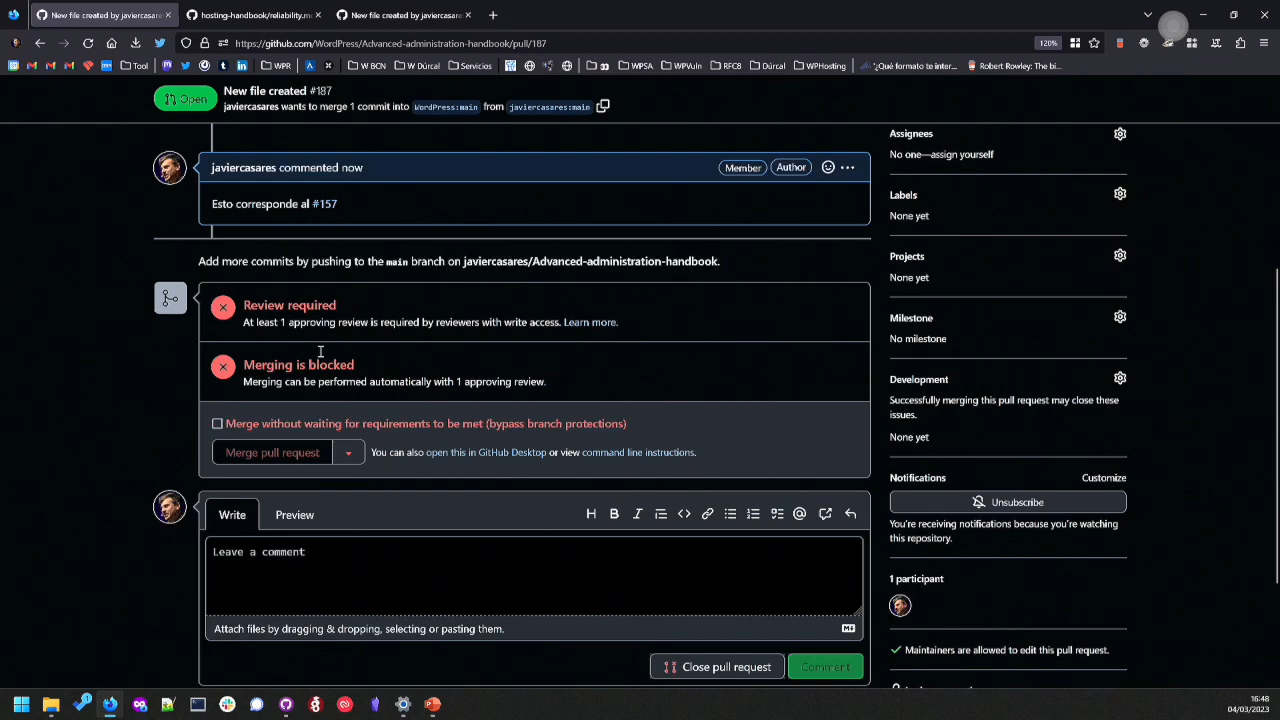 New file created by javiercasare
hosting-handbook/reliability.m
New file created by javiercasare
https://github.com/WordPress/Advanced-administration-handbook/pull/187
120%
Tool
WPR
W BCN
W Dúrcal
Servicios
WPSA
WPVuln
RFC8
Dúrcal
WPHosting
¿Qué formato te inter...
Robert Rowley: The bi...
Open
New file created #187
javiercasares wants to merge 1 commit into WordPress:main from javiercasares:main
javiercasares commented now
Member
Author
Esto corresponde al #157
Add more commits by pushing to the main branch on javiercasares/Advanced-administration-handbook.
Review required
At least 1 approving review is required by reviewers with write access. Learn more.
Merging is blocked
Merging can be performed automatically with 1 approving review.
Merge without waiting for requirements to be met (bypass branch protections)
Merge pull request
You can also open this in GitHub Desktop or view command line instructions.
Write
Preview
Leave a comment
Attach files by dragging & dropping, selecting or pasting them.
Close pull request
Comment
Assignees
No one—assign yourself
Labels
None yet
Projects
None yet
Milestone
No milestone
Development
Successfully merging this pull request may close these
issues.
None yet
Notifications
Customize
Unsubscribe
You're receiving notifications because you're watching
this repository.
1 participant
Maintainers are allowed to edit this pull request.
16:48
04/03/2023